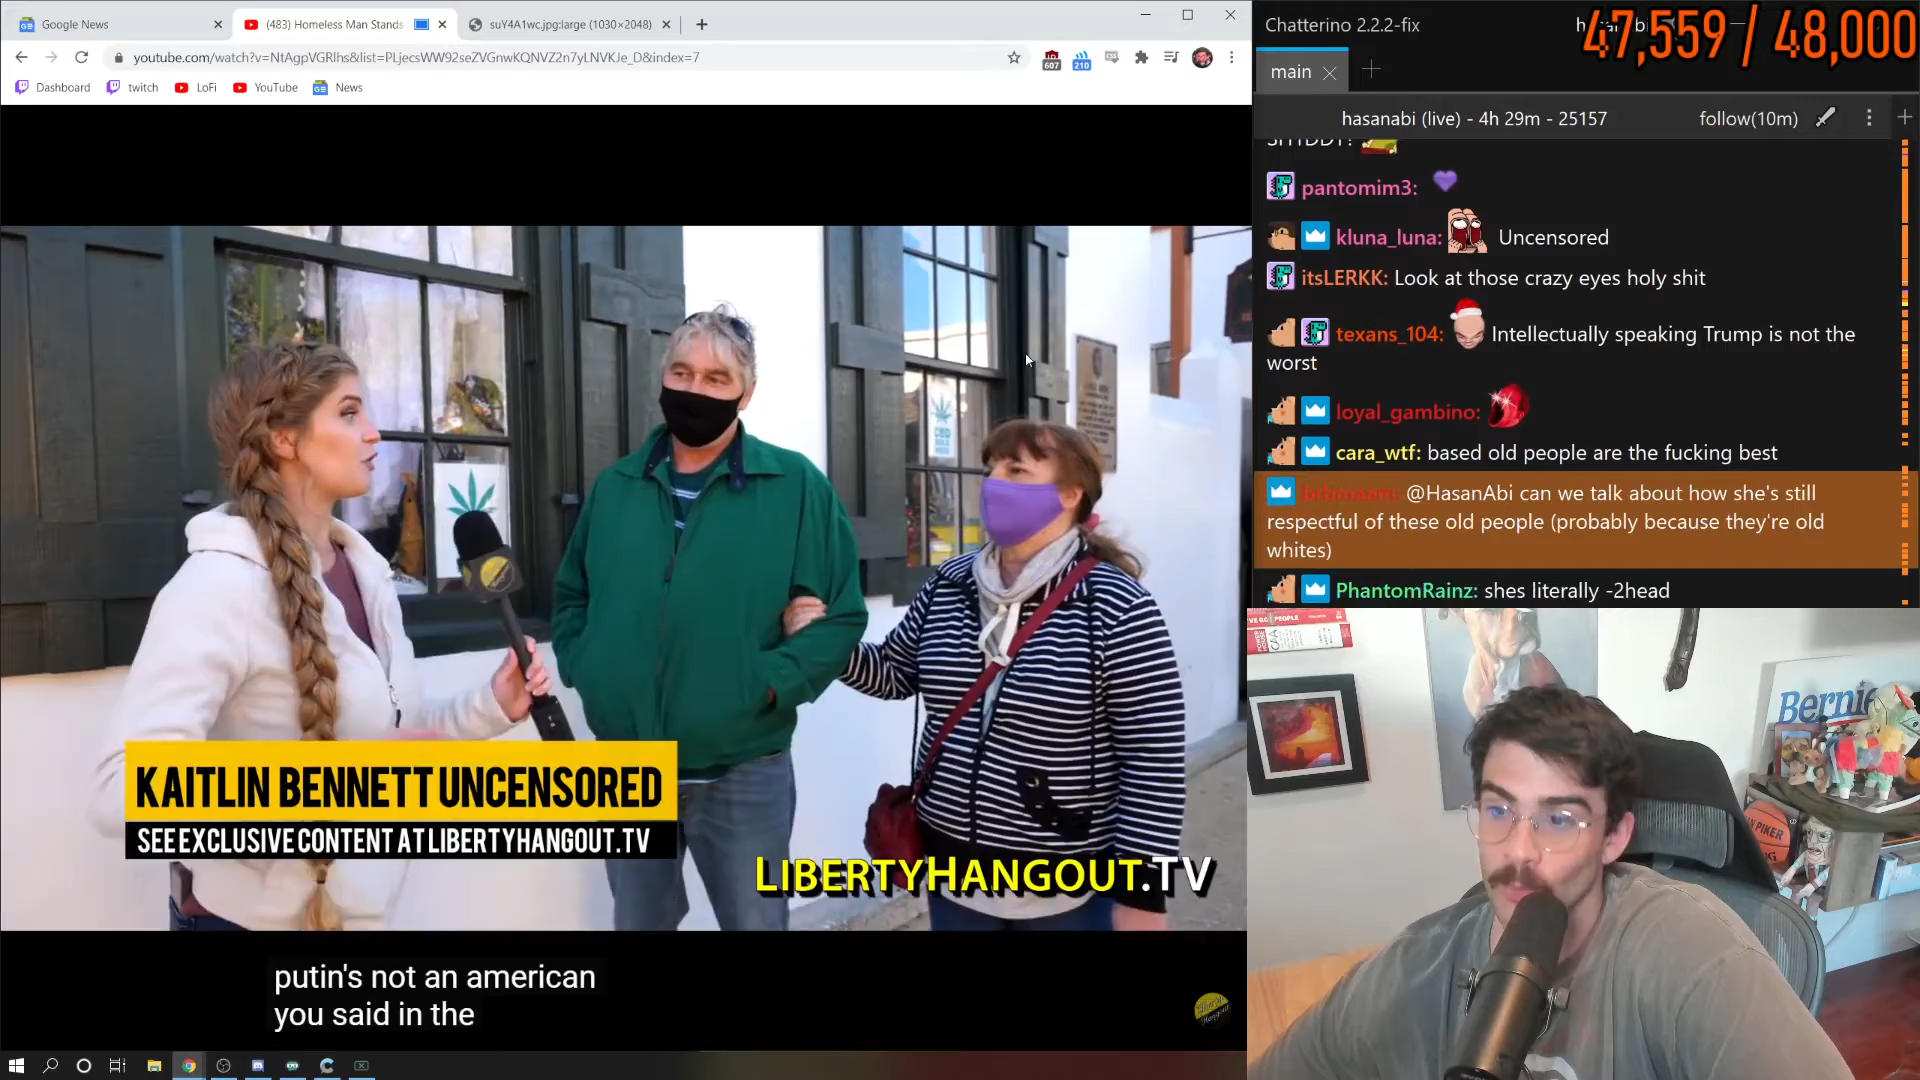 Google News
(483) Homeless Man Stands
suY4A1wc.jpg:large (1030×2048)
youtube.com/watch?v=NtAgpVGRlhs&list=PLjecsWW92seZVGnwKQNVZ2n7yLNVKJe_D&index=7
607
210
Dashboard
twitch
LoFi
YouTube
News
CBD
KAITLIN BENNETT UNCENSORED
SEE EXCLUSIVE CONTENT AT LIBERTYHANGOUT.TV
LIBERTYHANGOUT.TV
putin's not an american
you said in the
Chatterino 2.2.2-fix
47,559 / 48,000
main
hasanabi (live) - 4h 29m - 25157
follow(10m)
pantomim3:
kluna_luna: Uncensored
itsLERKK: Look at those crazy eyes holy shit
texans_104: Intellectually speaking Trump is not the
worst
loyal_gambino:
cara_wtf: based old people are the fucking best
@HasanAbi can we talk about how she's still
respectful of these old people (probably because they're old
whites)
PhantomRainz: shes literally -2head
PEOPLE
Bernie
PIKER